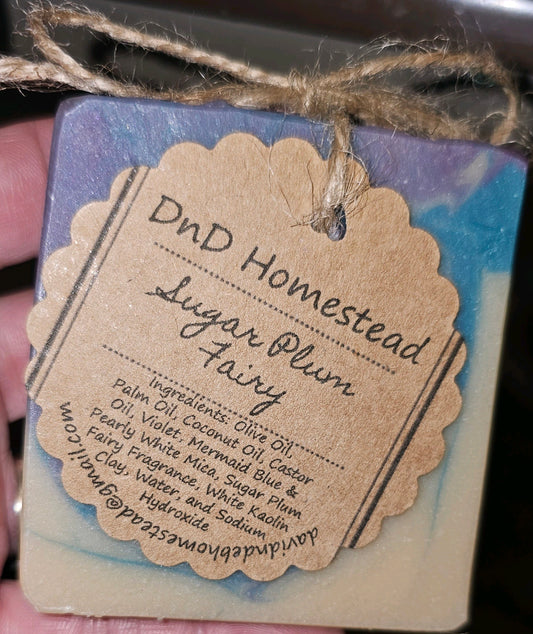 DnD Homestead
Sugar Plum
Fairy
Ingredients: Olive Oil,
Palm Oil, Coconut Oil, Castor
Oil, Violet, Mermaid Blue &
Pearly White Mica, Sugar Plum
Fairy Fragrance, White Kaolin
Clay, Water, and Sodium
Hydroxide
davidndebhomestead@gmail.com